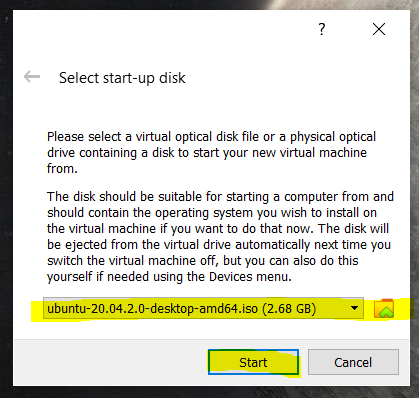 ?
Select start-up disk
Please select a virtual optical disk file or a physical optical
drive containing a disk to start your new virtual machine
from.
The disk should be suitable for starting a computer from and
should contain the operating system you wish to install on
the virtual machine if you want to do that now. The disk will
be ejected from the virtual drive automatically next time you
switch the virtual machine off, but you can also do this
yourself if needed using the Devices menu.
ubuntu-20.04.2.0-desktop-amd64.iso (2.68 GB)
Start Cancel